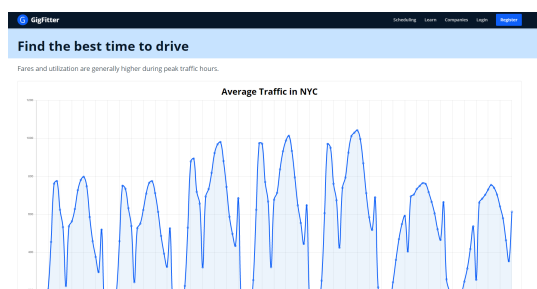 GigFitter
Scheduling Learn Companies Login Register
Find the best time to drive
Fares and utilization are generally higher during peak traffic hours.
Average Traffic in NYC